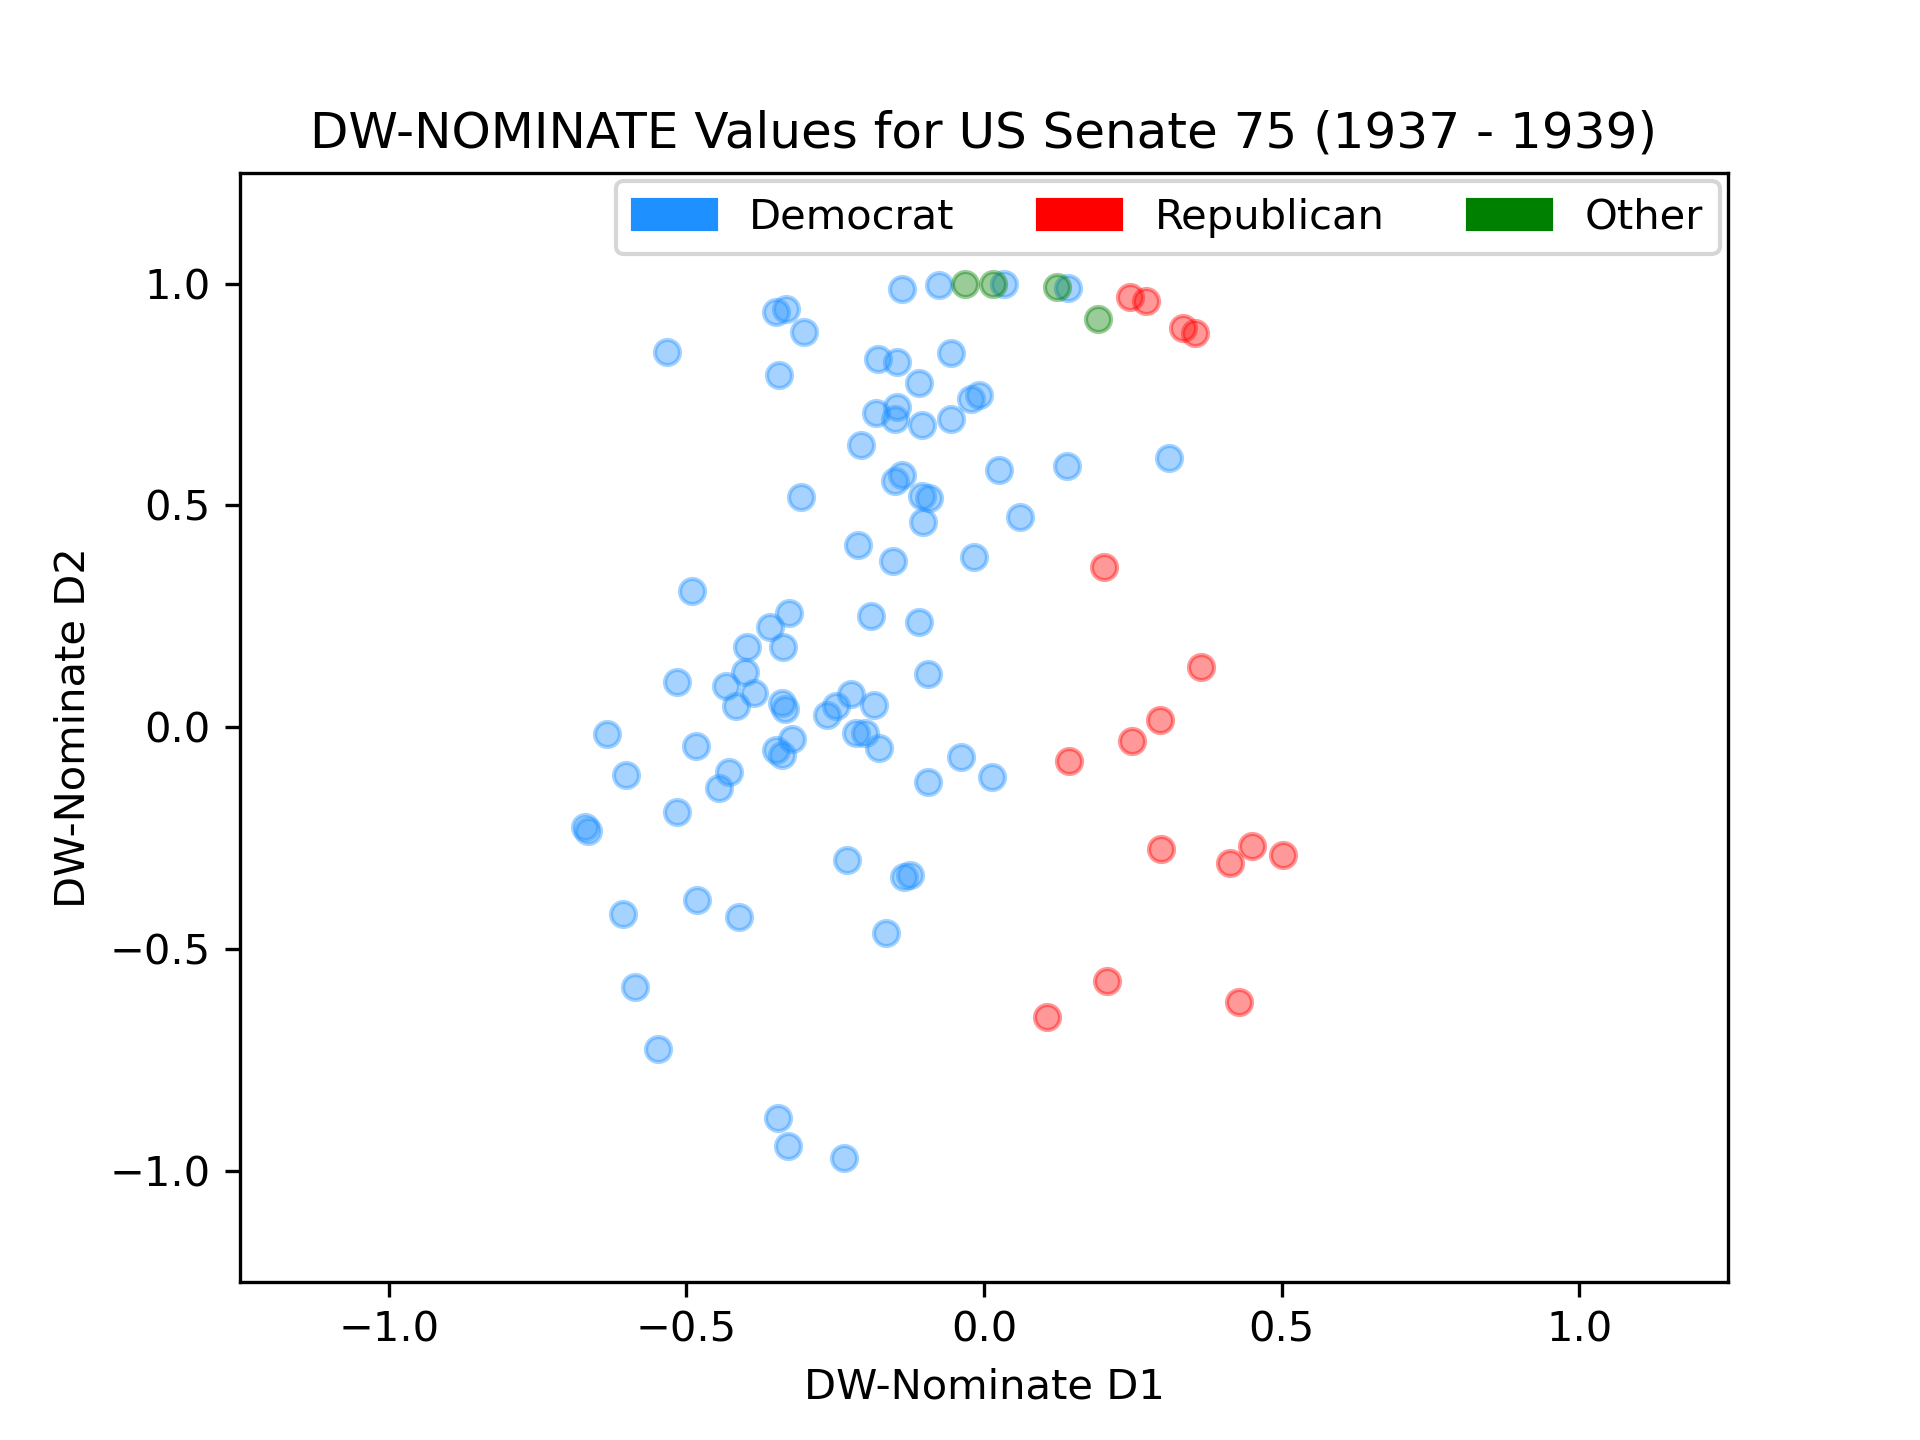 DW-NOMINATE Values for US Senate 75 (1937 - 1939)
Democrat Republican Other
1.0
0.5
0.0
−0.5
−1.0
DW-Nominate D2
−1.0 −0.5 0.0 0.5 1.0
DW-Nominate D1